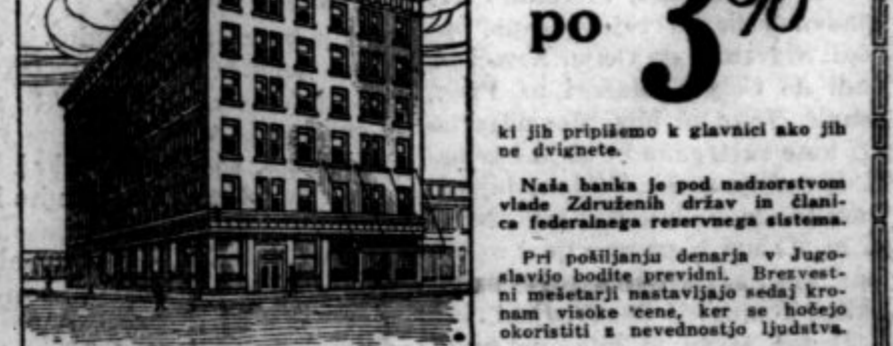 po 3%
ki jih pripišemo k glavnici ako jih
ne dvignete.
Naša banka je pod nadzorstvom
vlade Združenih držav in člani-
ca federalnega rezervnega sistema.
Pri pošiljanju denarja v Jugo-
slavijo bodite previdni. Brezvest-
ni mešetarji nastavljajo sedaj kro-
nam visoke cene, ker se hočejo
okoristiti z nevednostjo ljudstva.